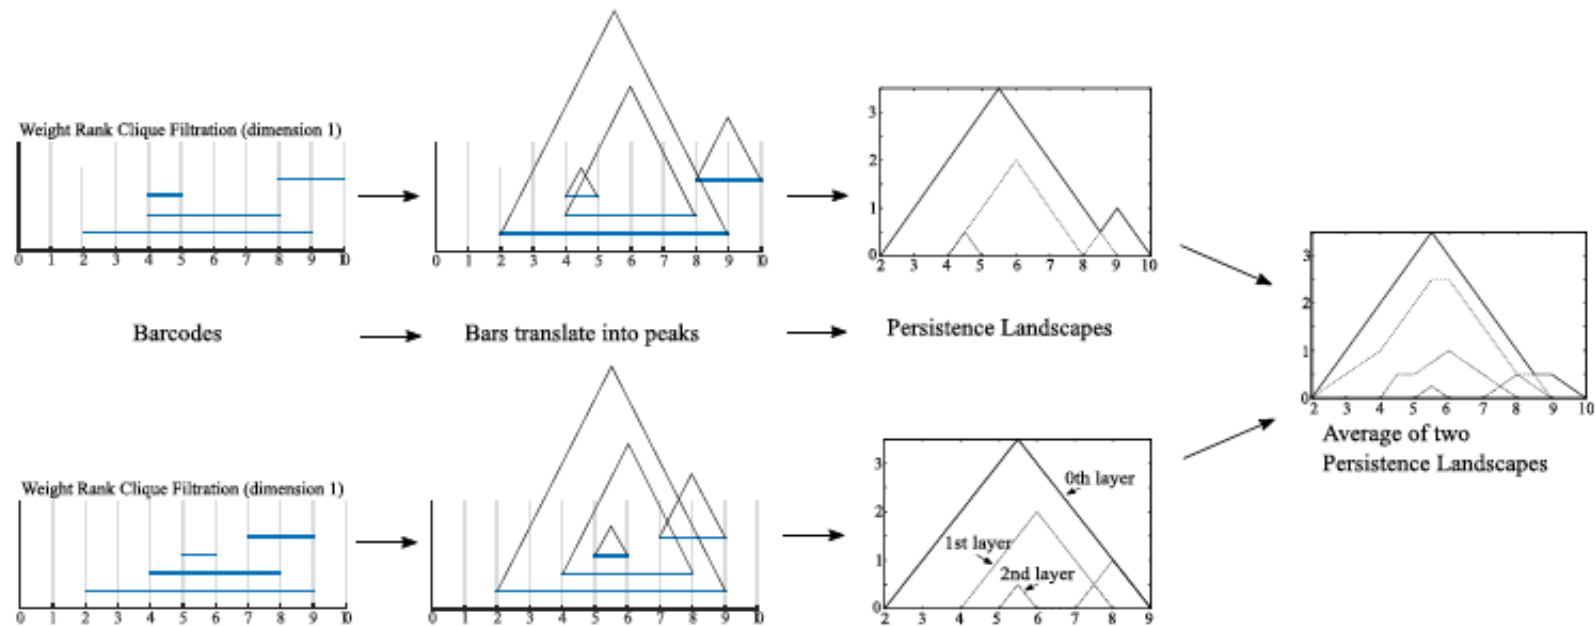 Weight Rank Clique Filtration (dimension 1)
0 1 2 3 4 5 6 7 8 9 10
0 1 2 3 4 5 6 7 8 9 10
3
2
1
0
2 3 4 5 6 7 8 9 10
Barcodes
Bars translate into peaks
Persistence Landscapes
3
2
1
0
2 3 4 5 6 7 8 9 10
Average of two
Persistence Landscapes
Weight Rank Clique Filtration (dimension 1)
0 1 2 3 4 5 6 7 8 9 10
0 1 2 3 4 5 6 7 8 9 10
3
2
1
0
0th layer
1st layer
2nd layer
2 3 4 5 6 7 8 9